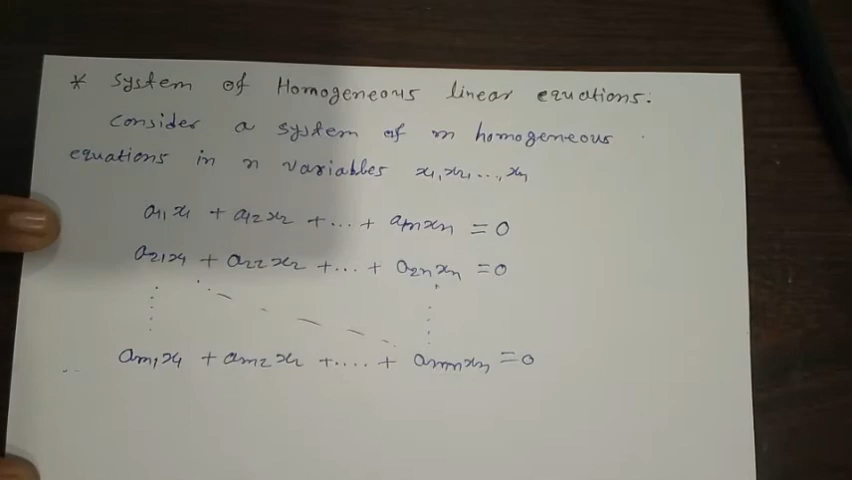 * System of Homogeneous linear equations:
Consider a system of m homogeneous
equations in n variables x₁, x₂, ..., xₙ
a₁₁x₁ + a₁₂x₂ + ... + a₁ₙxₙ = 0
a₂₁x₁ + a₂₂x₂ + ... + a₂ₙxₙ = 0
aₘ₁x₁ + aₘ₂x₂ + .... + aₘₙxₙ = 0